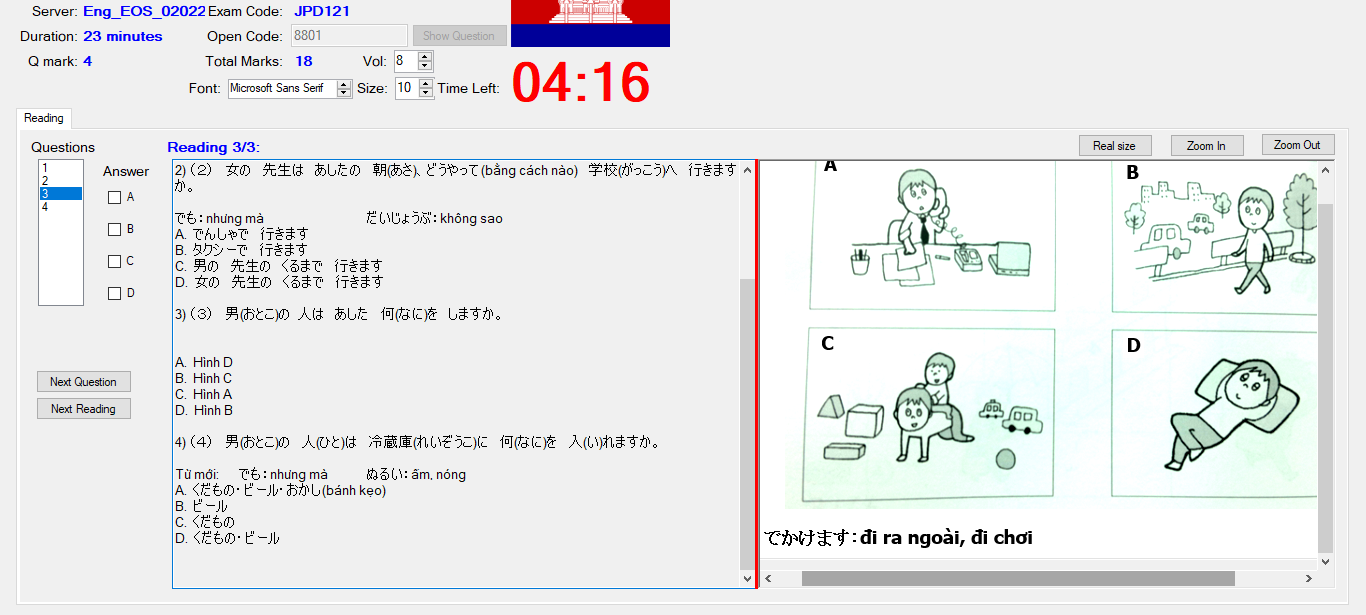 Server: Eng_EOS_02022 Exam Code: JPD121
Duration: 23 minutes Open Code: 8801 Show Question
Q mark: 4 Total Marks: 18 Vol: 8
Font: Microsoft Sans Serif Size: 10 Time Left: 04:16
Reading
Questions
Reading 3/3:
Real size Zoom In Zoom Out
1
2
3
4
Answer
A
B
C
D
Next Question
Next Reading
2) (２)　女の　先生は　あしたの　朝(あさ)、どうやって(bằng cách nào)　学校(がっこう)へ　行きます
か。
でも：nhưng mà だいじょうぶ：không sao
A. でんしゃで　行きます
B. タクシーで　行きます
C. 男の　先生の　くるまで　行きます
D. 女の　先生の　くるまで　行きます
3) (３)　男(おとこ)の 人は　あした　何(なに)を　しますか。
A. Hình D
B. Hình C
C. Hình A
D. Hình B
4) (４)　男(おとこ)の　人(ひと)は　冷蔵庫(れいぞうこ)に　何(なに)を　入(い)れますか。
Từ mới: でも：nhưng mà ぬるい：ấm, nóng
A. くだもの・ビール・おかし(bánh kẹo)
B. ビール
C. くだもの
D. くだもの・ビール
A
B
C
D
でかけます：đi ra ngoài, đi chơi